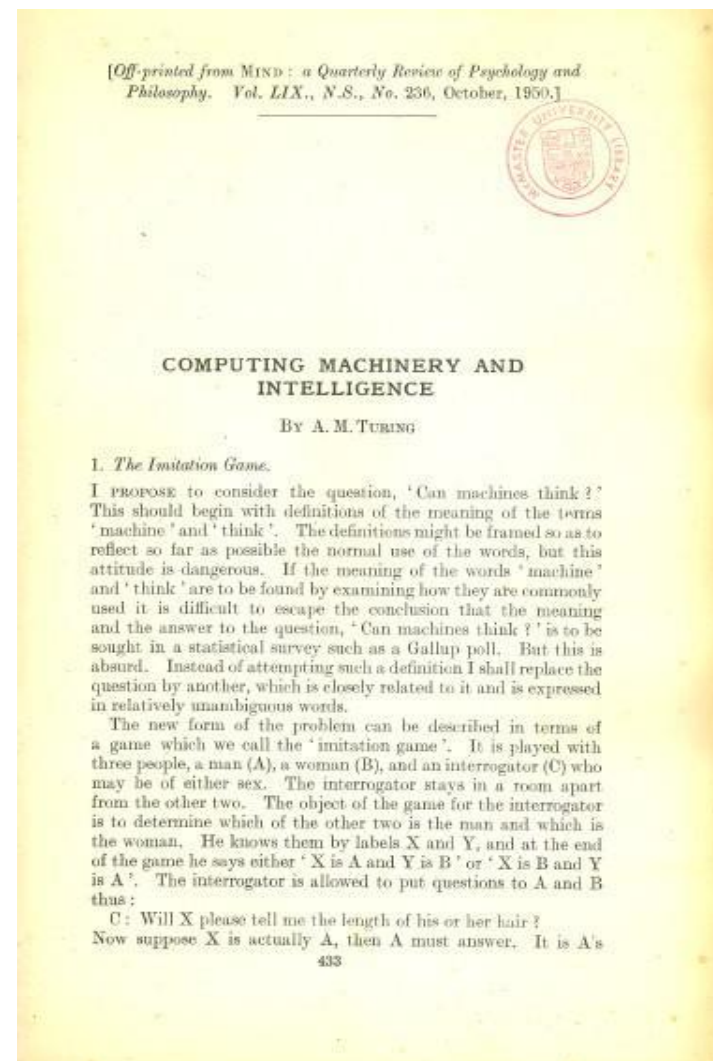 [Off-printed from MIND : a Quarterly Review of Psychology and
Philosophy. Vol. LIX., N.S., No. 236, October, 1950.]
McMASTER UNIVERSITY LIBRARY
COMPUTING MACHINERY AND
INTELLIGENCE
BY A. M. TURING
1. The Imitation Game.
I PROPOSE to consider the question, ‘ Can machines think ? ’
This should begin with definitions of the meaning of the terms
‘ machine ’ and ‘ think ’. The definitions might be framed so as to
reflect so far as possible the normal use of the words, but this
attitude is dangerous. If the meaning of the words ‘ machine ’
and ‘ think ’ are to be found by examining how they are commonly
used it is difficult to escape the conclusion that the meaning
and the answer to the question, ‘ Can machines think ? ’ is to be
sought in a statistical survey such as a Gallup poll. But this is
absurd. Instead of attempting such a definition I shall replace the
question by another, which is closely related to it and is expressed
in relatively unambiguous words.
The new form of the problem can be described in terms of
a game which we call the ‘ imitation game ’. It is played with
three people, a man (A), a woman (B), and an interrogator (C) who
may be of either sex. The interrogator stays in a room apart
from the other two. The object of the game for the interrogator
is to determine which of the other two is the man and which is
the woman. He knows them by labels X and Y, and at the end
of the game he says either ‘ X is A and Y is B ’ or ‘ X is B and Y
is A ’. The interrogator is allowed to put questions to A and B
thus :
C : Will X please tell me the length of his or her hair ?
Now suppose X is actually A, then A must answer. It is A's
433